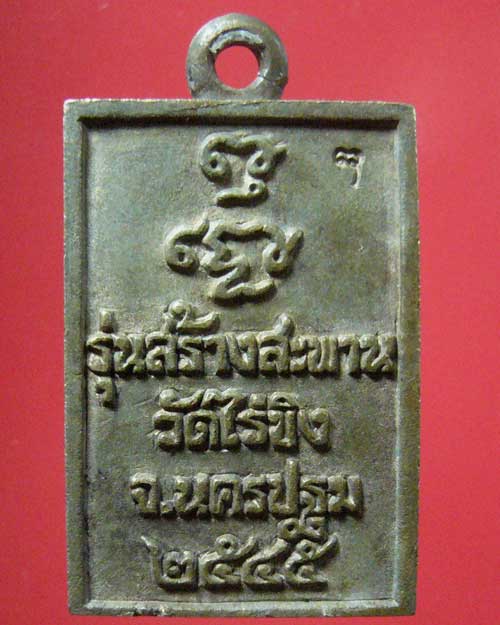 รุ่นสร้างสะพาน
วัดไร่ขิง
จ.นครปฐม
๒๕๔๕